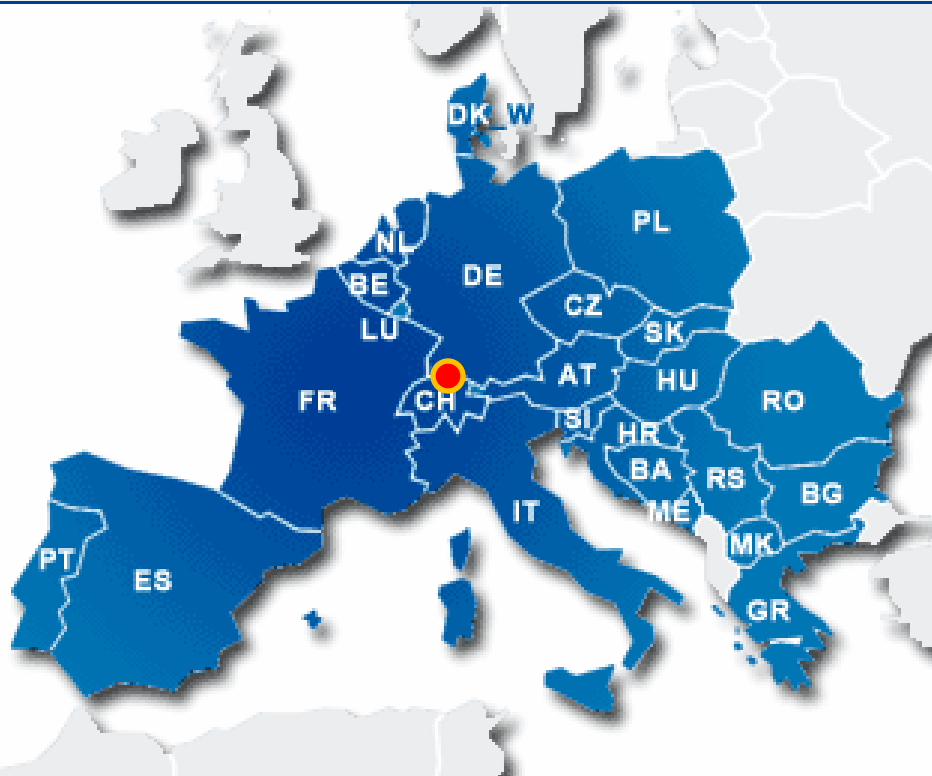 DK_W
PL
NL
DE
BE
CZ
LU
SK
AT
HU
FR
CH
RO
SI
HR
BA
RS
BG
IT
ME
MK
PT
ES
GR